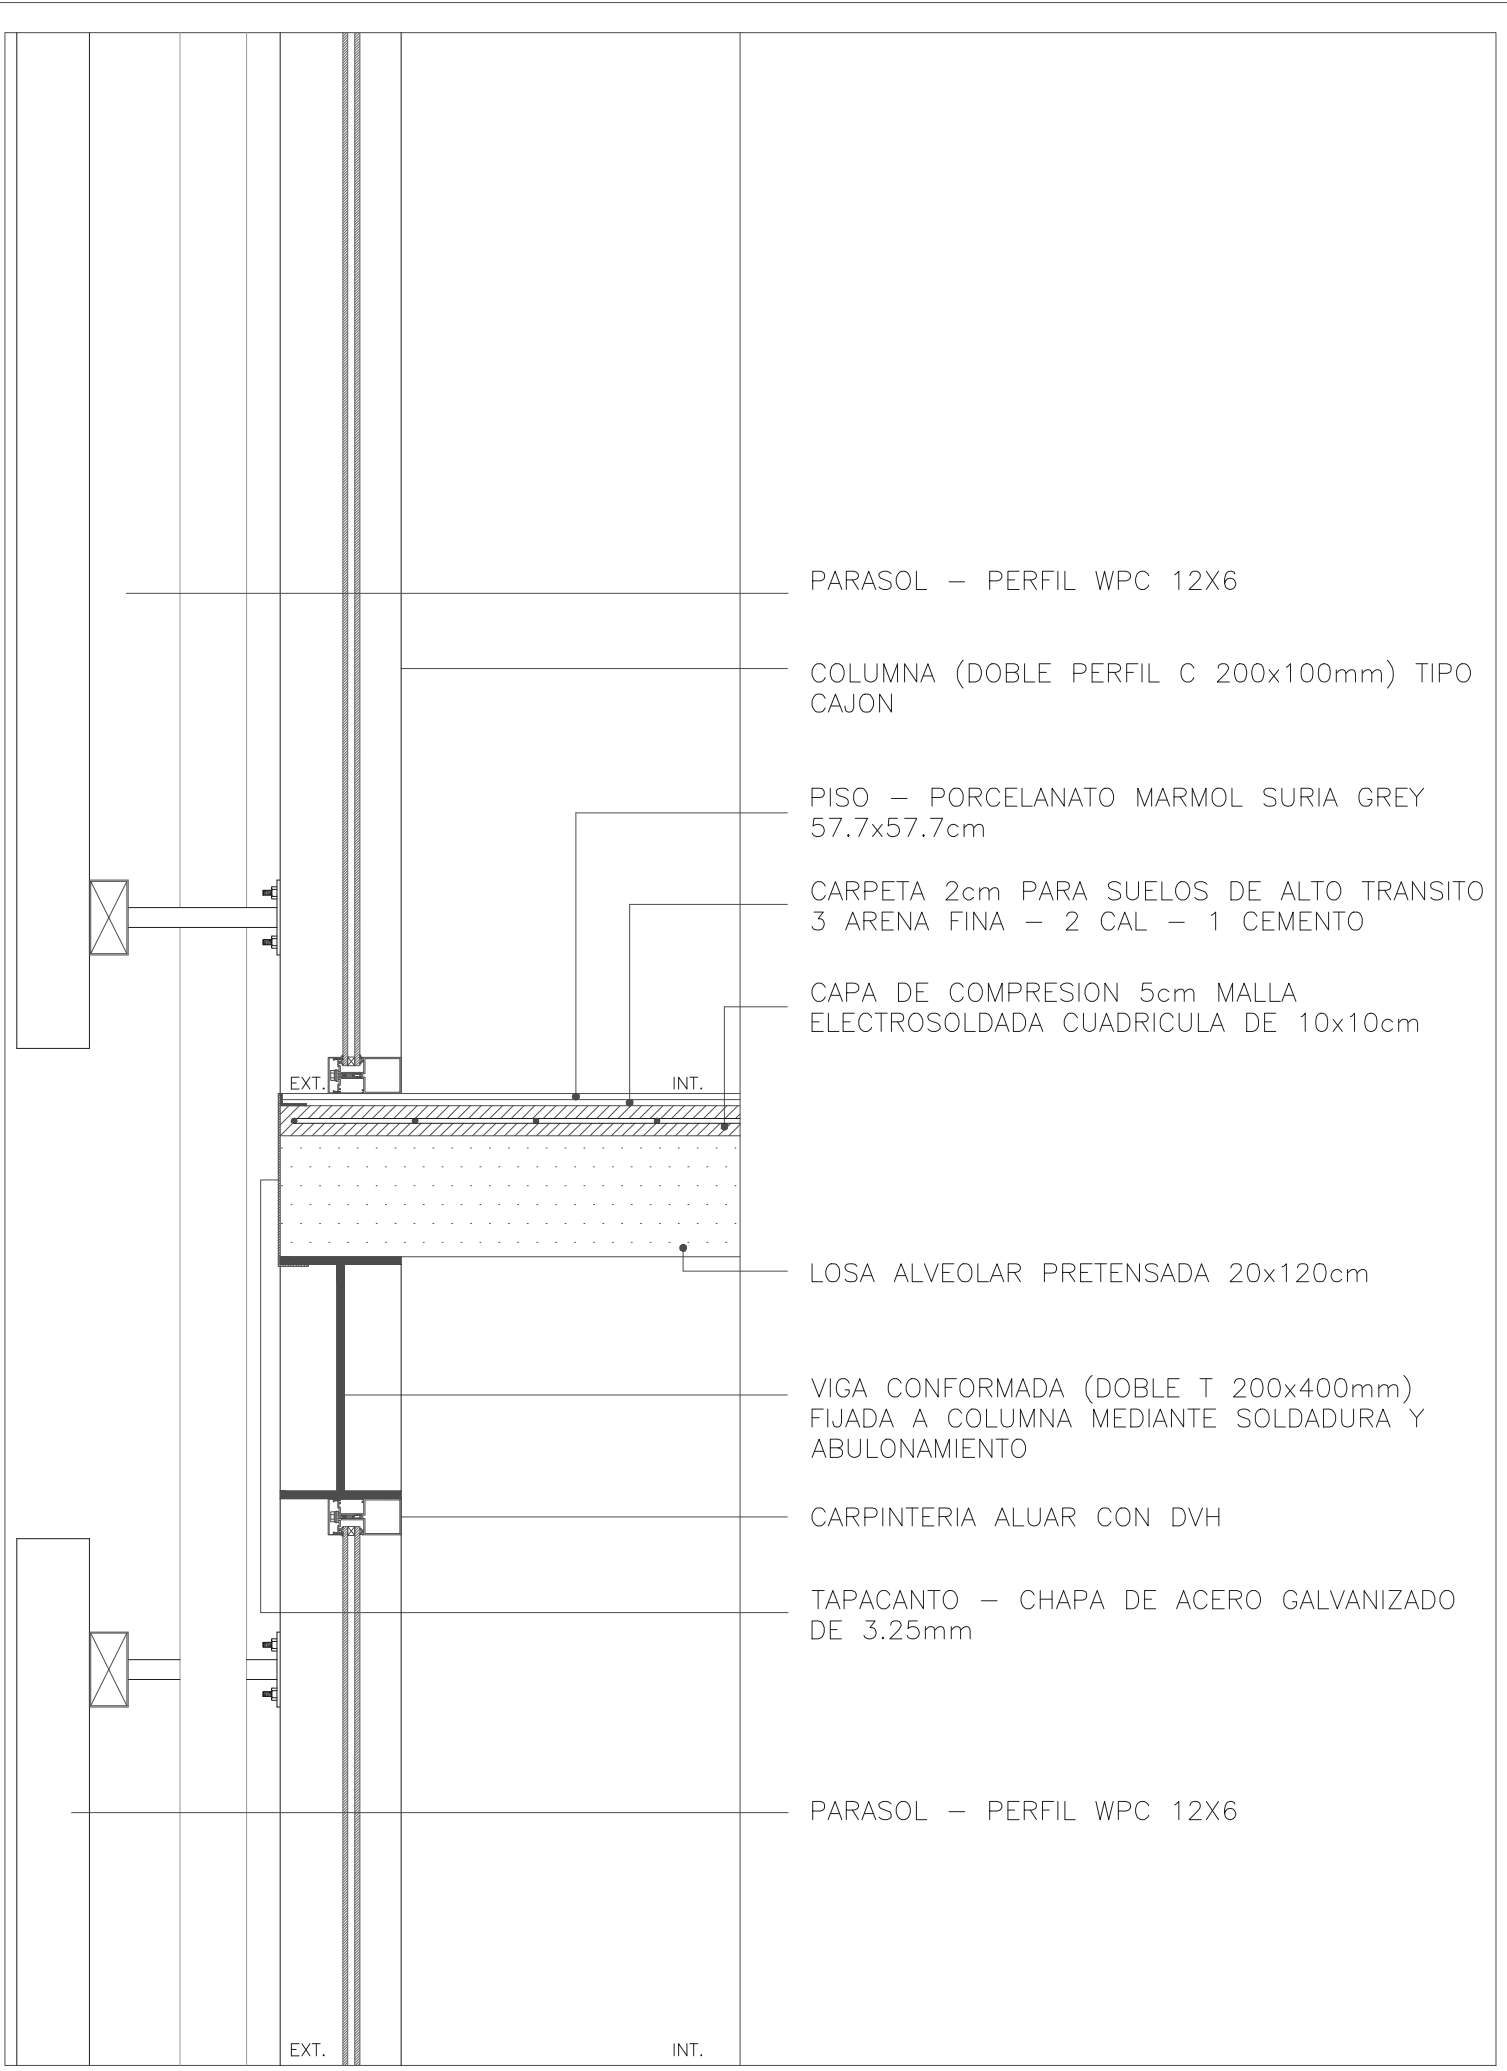 PARASOL – PERFIL WPC 12X6
COLUMNA (DOBLE PERFIL C 200x100mm) TIPO
CAJON
PISO – PORCELANATO MARMOL SURIA GREY
57.7x57.7cm
CARPETA 2cm PARA SUELOS DE ALTO TRANSITO
3 ARENA FINA – 2 CAL – 1 CEMENTO
CAPA DE COMPRESION 5cm MALLA
ELECTROSOLDADA CUADRICULA DE 10x10cm
EXT.
INT.
LOSA ALVEOLAR PRETENSADA 20x120cm
VIGA CONFORMADA (DOBLE T 200x400mm)
FIJADA A COLUMNA MEDIANTE SOLDADURA Y
ABULONAMIENTO
CARPINTERIA ALUAR CON DVH
TAPACANTO – CHAPA DE ACERO GALVANIZADO
DE 3.25mm
PARASOL – PERFIL WPC 12X6
EXT.
INT.